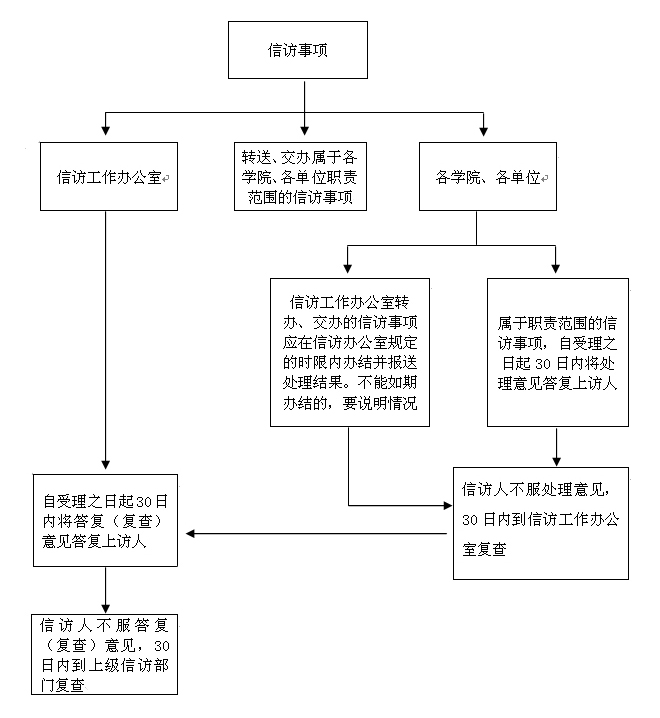 信访事项
信访工作办公室
转送、交办属于各
学院、各单位职责
范围的信访事项
各学院、各单位
信访工作办公室转
办、交办的信访事项
应在信访办公室规定
的时限内办结并报送
处理结果。不能如期
办结的，要说明情况
属于职责范围的信
访事项，自受理之
日起30日内将处
理意见答复上访人
自受理之日起30日
内将答复（复查）
意见答复上访人
信访人不服处理意见，
30日内到信访工作办公
室复查
信访人不服答复
（复查）意见，30
日内到上级信访部
门复查